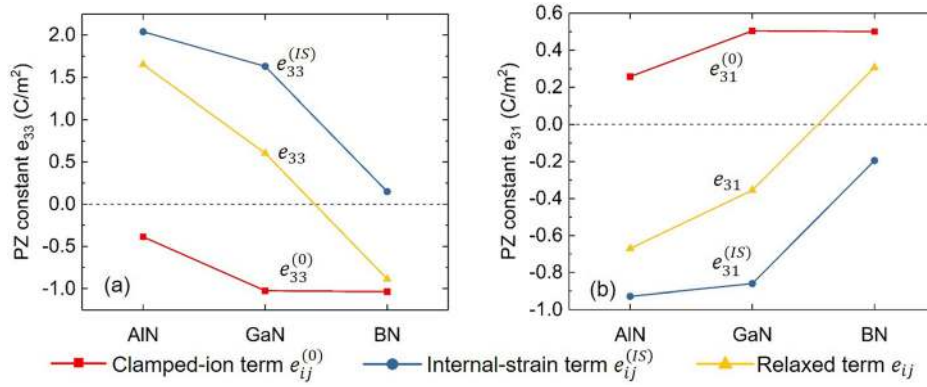 PZ constant e₃₃ (C/m²)
2.0
1.5
1.0
0.5
0.0
-0.5
-1.0
e₃₃^(IS)
e₃₃
e₃₃^(0)
(a)
AlN GaN BN
PZ constant e₃₁ (C/m²)
0.6
0.4
0.2
0.0
-0.2
-0.4
-0.6
-0.8
-1.0
e₃₁^(0)
e₃₁
e₃₁^(IS)
(b)
AlN GaN BN
Clamped-ion term e_ij^(0) Internal-strain term e_ij^(IS) Relaxed term e_ij